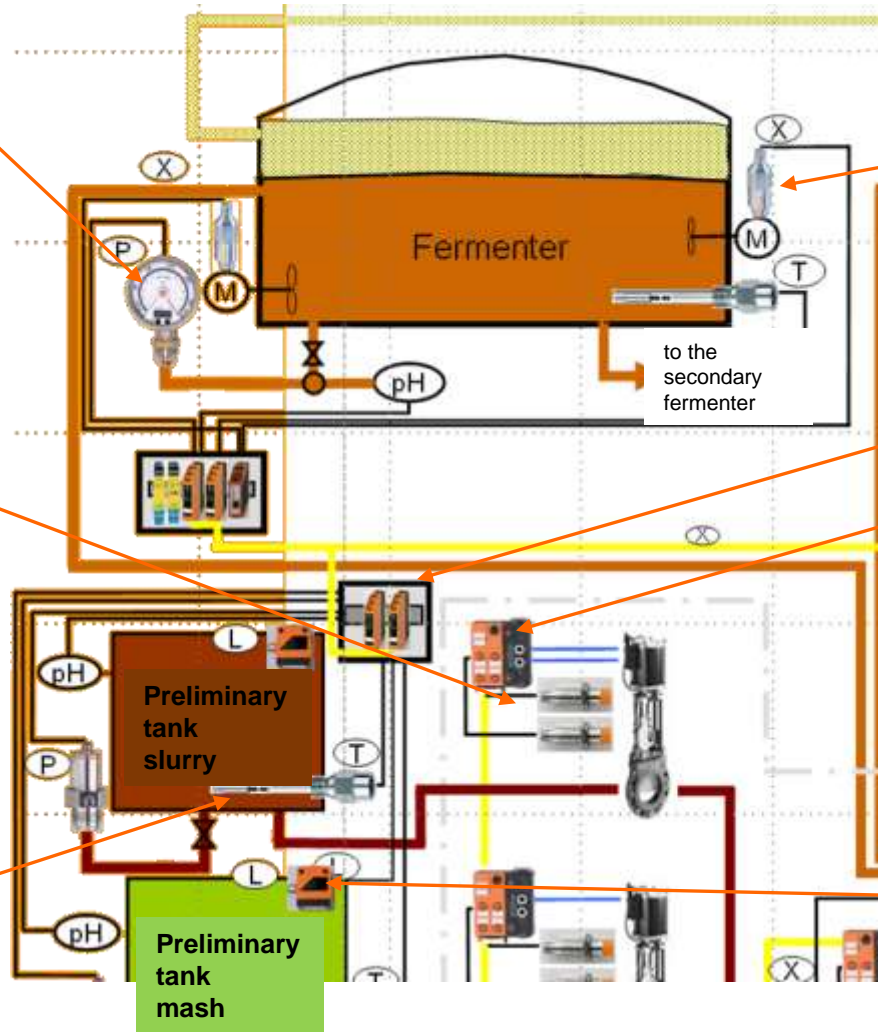 X
X
P
Fermenter
M
M
T
to the
secondary
fermenter
pH
X
L
pH
Preliminary
tank
slurry
P
T
L
L
pH
Preliminary
tank
mash
T
X